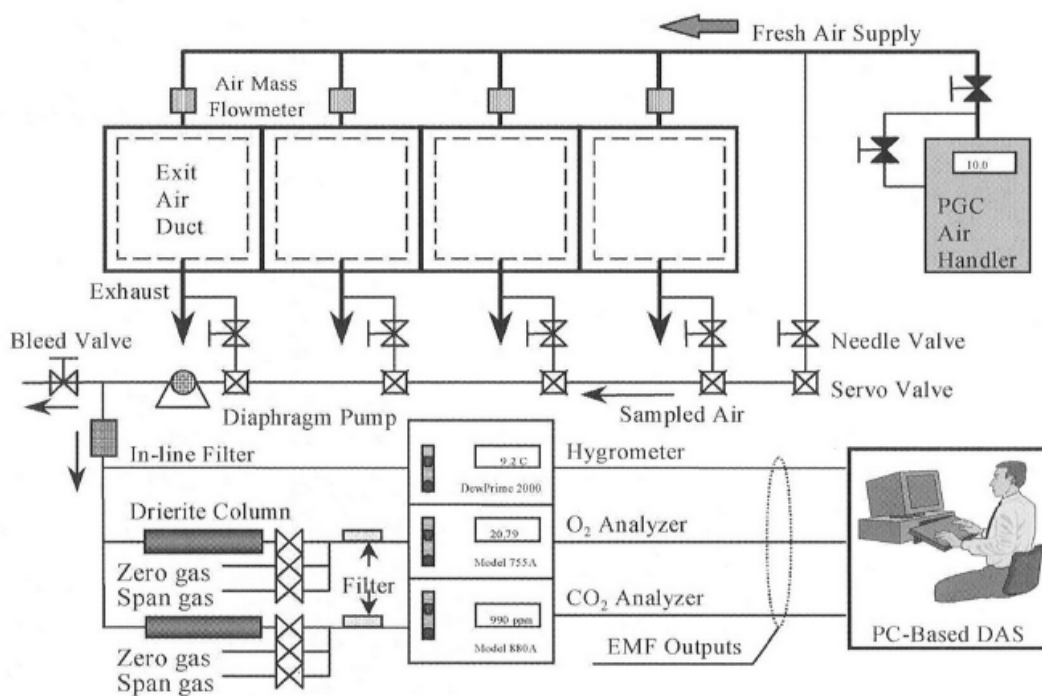 Fresh Air Supply
Air Mass
Flowmeter
10.0
Exit
Air
Duct
PGC
Air
Handler
Exhaust
Bleed Valve
Needle Valve
Servo Valve
Diaphragm Pump
Sampled Air
In-line Filter
9.2 C
DewPrime 2000
Hygrometer
Drierite Column
20.79
Model 755A
O₂ Analyzer
Zero gas
Span gas
Filter
990 ppm
Model 880A
CO₂ Analyzer
Zero gas
Span gas
EMF Outputs
PC-Based DAS